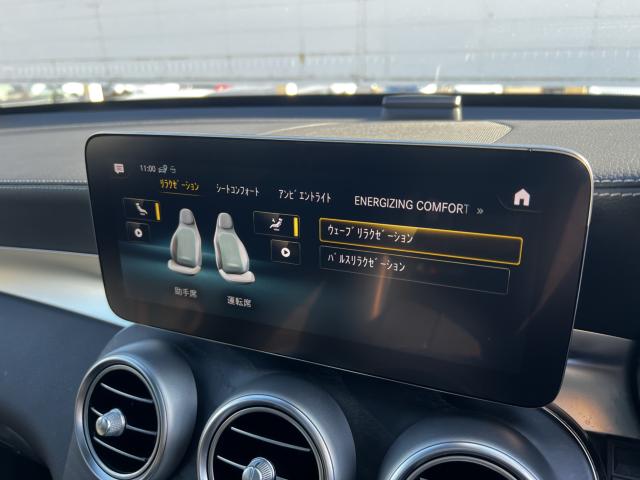 11:00
リラクゼーション シートコンフォート アンビエントライト ENERGIZING COMFORT »
ウェーブリラクゼーション
パルスリラクゼーション
助手席 運転席